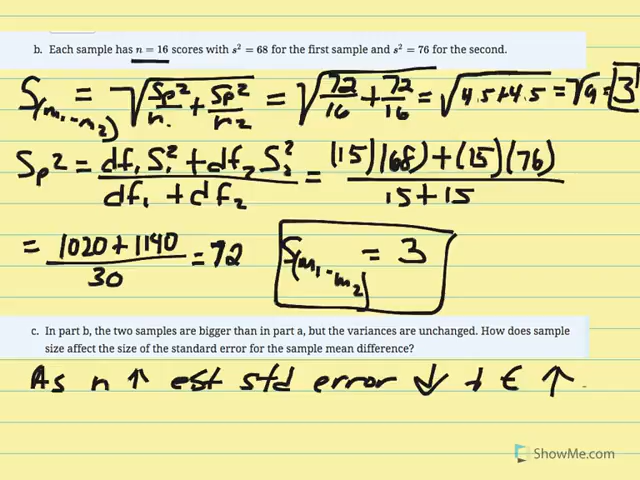 b. Each sample has n = 16 scores with s² = 68 for the first sample and s² = 76 for the second.
S(m₁-m₂) = √(Sp²/n₁ + Sp²/n₂) = √(72/16 + 72/16) = √(4.5+4.5) = √9 = 3
Sp² = (df₁ S₁² + df₂ S₂²)/(df₁ + df₂) = ((15)(68) + (15)(76))/(15+15)
= (1020+1140)/30 = 72 S(m₁-m₂) = 3
c. In part b, the two samples are bigger than in part a, but the variances are unchanged. How does sample
size affect the size of the standard error for the sample mean difference?
As n ↑ est std error ↓ + € ↑
ShowMe.com